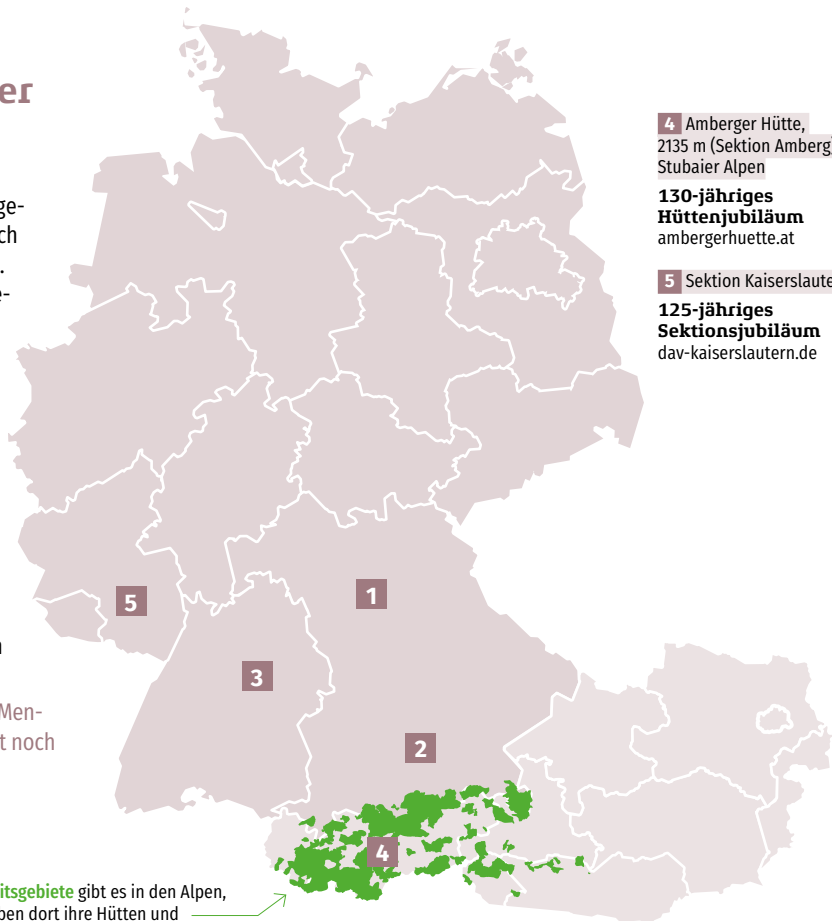 er
ge-
ch
.
e-
n
Men-
t noch
4 Amberger Hütte,
2135 m (Sektion Amberg)
Stubaier Alpen
130-jähriges
Hüttenjubiläum
ambergerhuette.at
5 Sektion Kaiserslaute
125-jähriges
Sektionsjubiläum
dav-kaiserslautern.de
1
5
3
2
4
itsgebiete gibt es in den Alpen,
ben dort ihre Hütten und